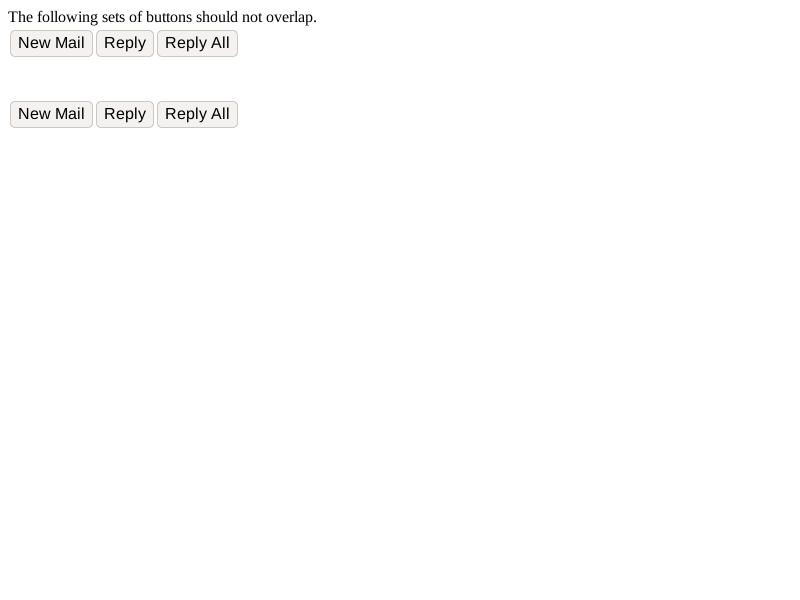 The following sets of buttons should not overlap.
New Mail Reply Reply All
New Mail Reply Reply All